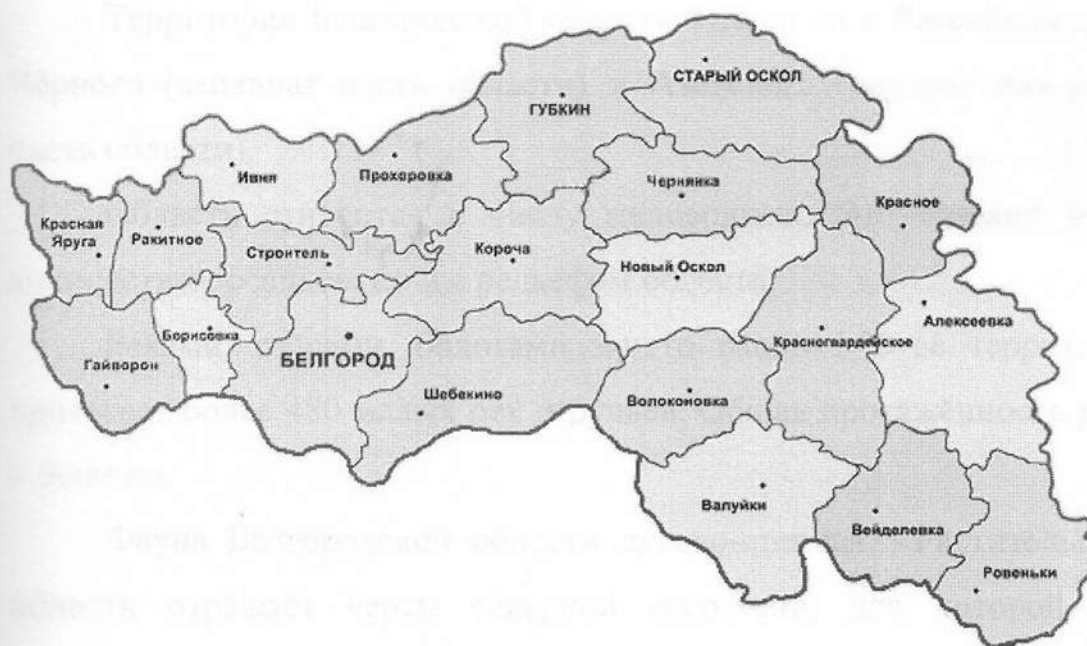 СТАРЫЙ ОСКОЛ
ГУБКИН
Ивня
Прохоровка
Чернянка
Красное
Красная
Яруга
Ракитное
Строитель
Короча
Новый Оскол
Алексеевка
Борисовка
БЕЛГОРОД
Красногвардейское
Гайворон
Шебекино
Волоконовка
Валуйки
Вейделевка
Ровеньки